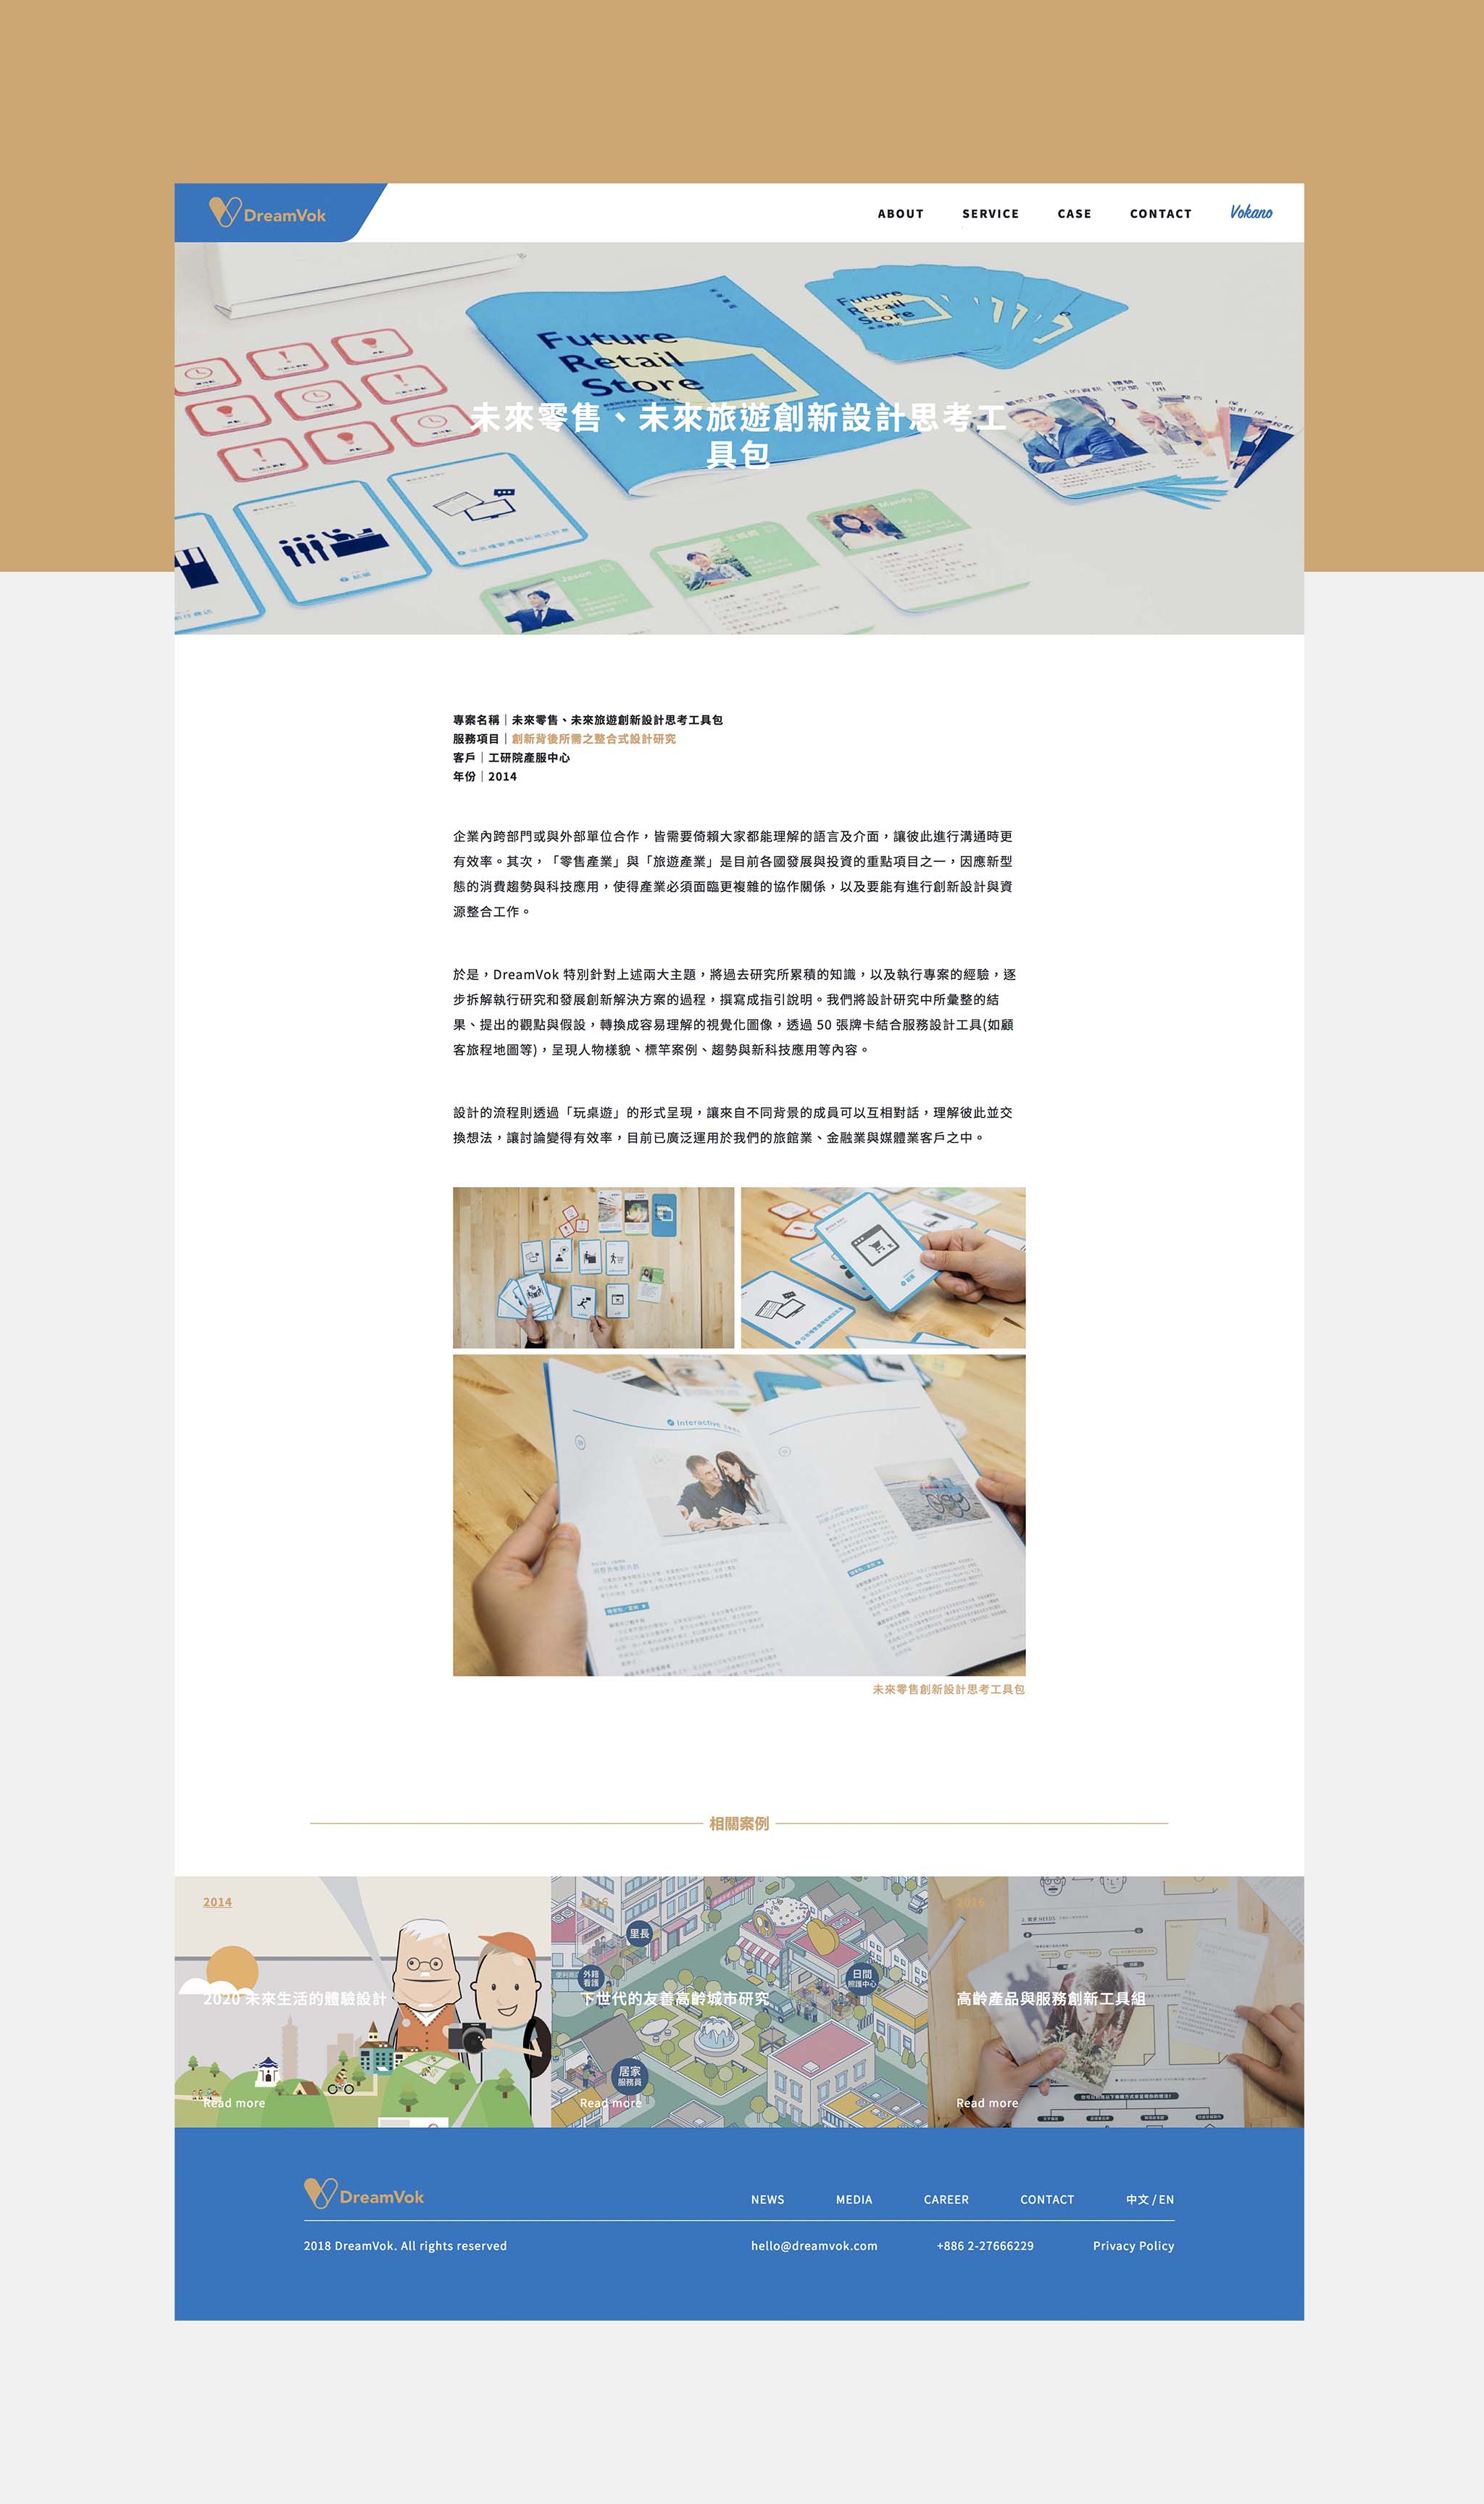 DreamVok
ABOUT
SERVICE
CASE
CONTACT
Vokano
Future
Retail
Store
Future
Retail
Store
未來零售、未來旅遊創新設計思考工
具包
Mandy
Jason
專案名稱｜未來零售、未來旅遊創新設計思考工具包
服務項目｜創新背後所需之整合式設計研究
客戶｜工研院產服中心
年份｜2014
企業內跨部門或與外部單位合作，皆需要倚賴大家都能理解的語言及介面，讓彼此進行溝通時更
有效率。其次，「零售產業」與「旅遊產業」是目前各國發展與投資的重點項目之一，因應新型
態的消費趨勢與科技應用，使得產業必須面臨更複雜的協作關係，以及要能有進行創新設計與資
源整合工作。
於是，DreamVok 特別針對上述兩大主題，將過去研究所累積的知識，以及執行專案的經驗，逐
步拆解執行研究和發展創新解決方案的過程，撰寫成指引說明。我們將設計研究中所彙整的結
果、提出的觀點與假設，轉換成容易理解的視覺化圖像，透過 50 張牌卡結合服務設計工具(如顧
客旅程地圖等)，呈現人物樣貌、標竿案例、趨勢與新科技應用等內容。
設計的流程則透過「玩桌遊」的形式呈現，讓來自不同背景的成員可以互相對話，理解彼此並交
換想法，讓討論變得有效率，目前已廣泛運用於我們的旅館業、金融業與媒體業客戶之中。
Interactive
未來零售創新設計思考工具包
相關案例
2014
2020 未來生活的體驗設計
Read more
里長
外籍
看護
日間
照護中心
下世代的友善高齡城市研究
居家
服務員
Read more
2016
高齡產品與服務創新工具組
Read more
DreamVok
NEWS
MEDIA
CAREER
CONTACT
中文 / EN
2018 DreamVok. All rights reserved
hello@dreamvok.com
+886 2-27666229
Privacy Policy